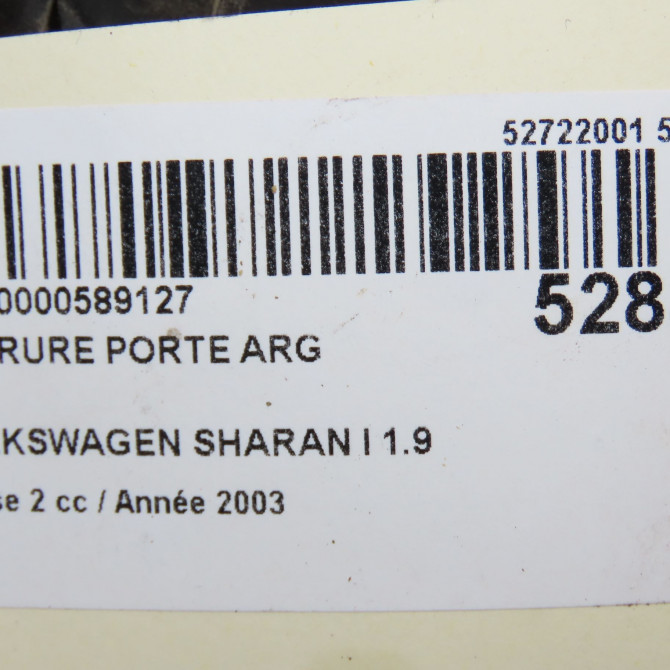 52722001 5
0000589127
528
RURE PORTE ARG
KSWAGEN SHARAN I 1.9
se 2 cc / Année 2003